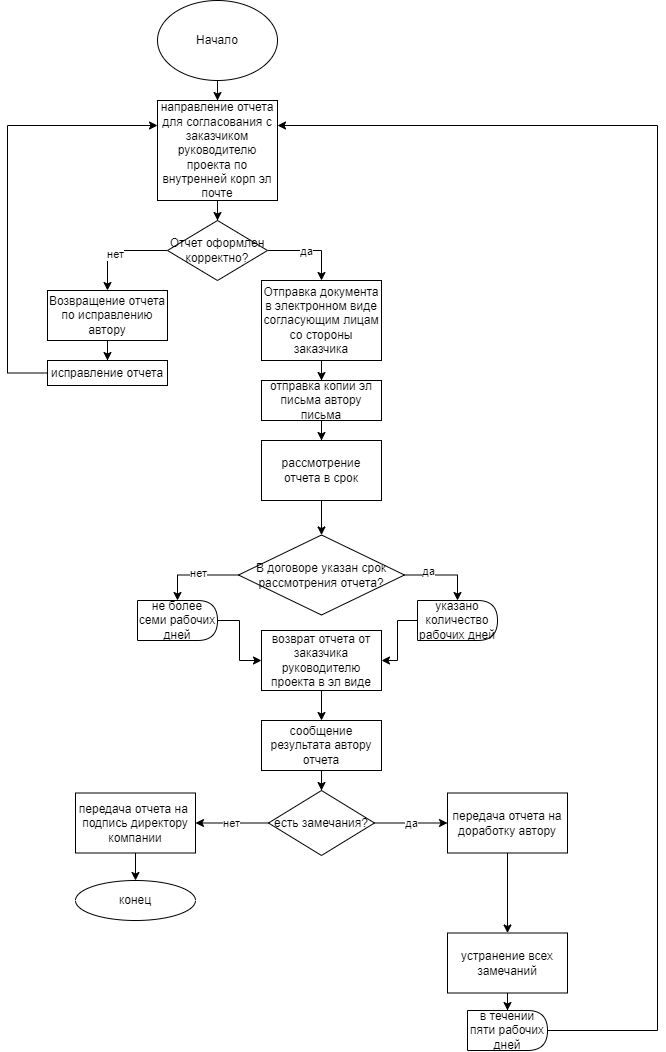 Начало
направление отчета
для согласования с
заказчиком
руководителю
проекта по
внутренней корп эл
почте
Отчет оформлен
корректно?
нет
да
Возвращение отчета
по исправлению
автору
исправление отчета
Отправка документа
в электронном виде
согласующим лицам
со стороны
заказчика
отправка копии эл
письма автору
письма
рассмотрение
отчета в срок
В договоре указан срок
рассмотрения отчета?
нет
да
не более
семи рабочих
дней
указано
количество
рабочих дней
возврат отчета от
заказчика
руководителю
проекта в эл виде
сообщение
результата автору
отчета
есть замечания?
нет
да
передача отчета на
подпись директору
компании
конец
передача отчета на
доработку автору
устранение всех
замечаний
в течении
пяти рабочих
дней